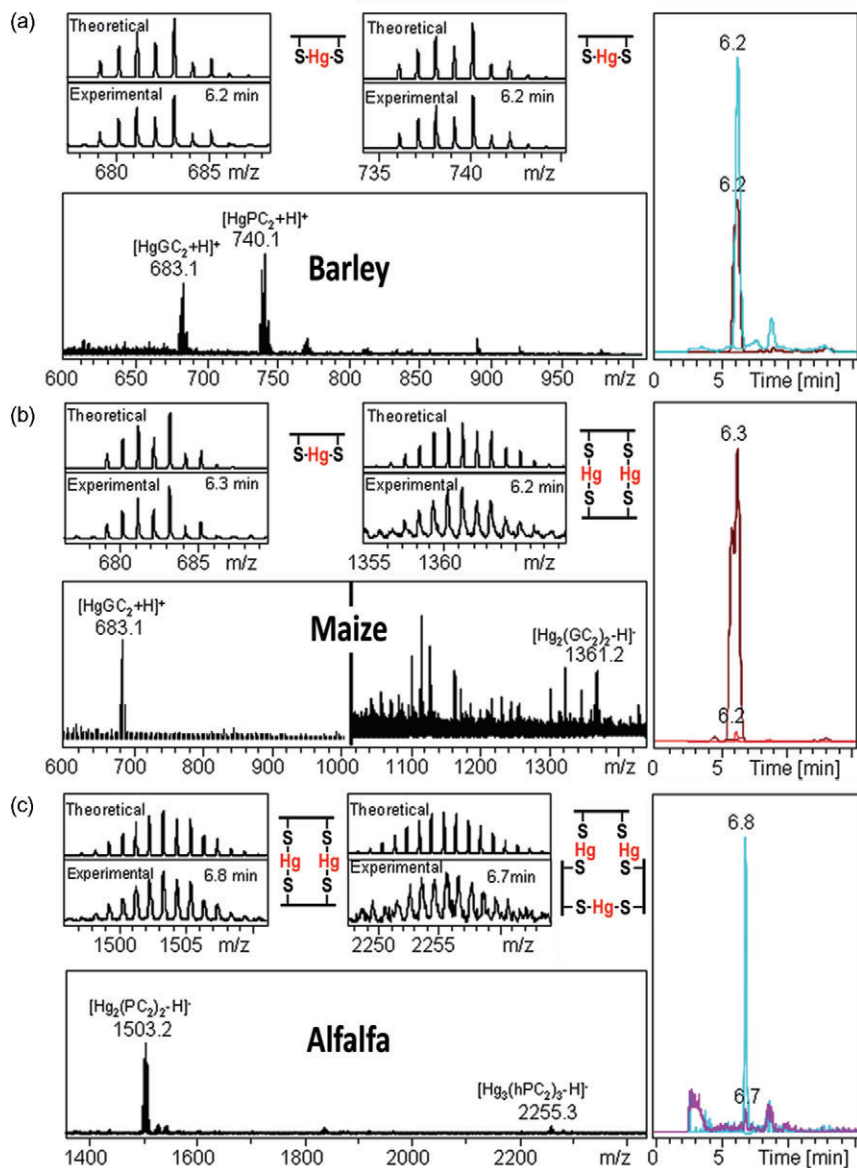 (a)
Theoretical
S-Hg-S
Experimental 6.2 min
680 685 m/z
Theoretical
S-Hg-S
Experimental 6.2 min
735 740 m/z
[HgGC2+H]+
683.1
[HgPC2+H]+
740.1
Barley
600 650 700 750 800 850 900 950 m/z
6.2
6.2
0 5 Time [min]
(b)
Theoretical
S-Hg-S
Experimental 6.3 min
680 685 m/z
Theoretical
Experimental 6.2 min
1355 1360 m/z
S S
Hg Hg
S S
[HgGC2+H]+
683.1
Maize
[Hg2(GC2)2-H]-
1361.2
600 700 800 900 1000 1100 1200 1300 m/z
6.3
6.2
0 5 Time [min]
(c)
Theoretical
Experimental 6.8 min
1500 1505 m/z
S S
Hg Hg
S S
Theoretical
Experimental 6.7min
2250 2255 m/z
S S
Hg Hg
S S
S-Hg-S
[Hg2(PC2)2-H]-
1503.2
Alfalfa
[Hg3(hPC2)3-H]-
2255.3
1400 1600 1800 2000 2200 m/z
6.8
6.7
0 5 Time [min]